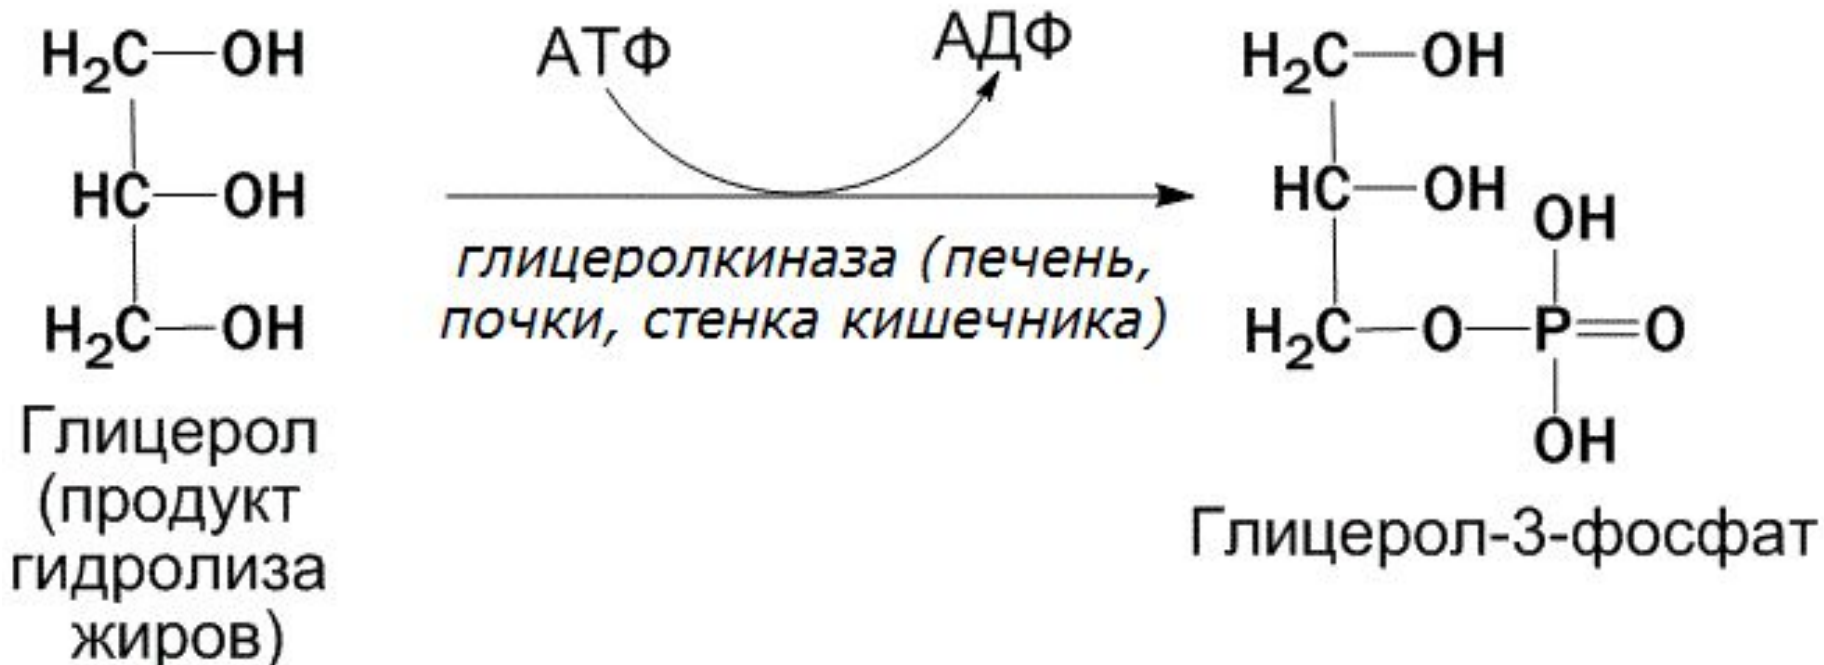 H₂C—OH
HC—OH
H₂C—OH
Глицерол
(продукт
гидролиза
жиров)
АТФ
АДФ
глицеролкиназа (печень,
почки, стенка кишечника)
H₂C—OH
HC—OH
OH
H₂C—O—P=O
OH
Глицерол-3-фосфат